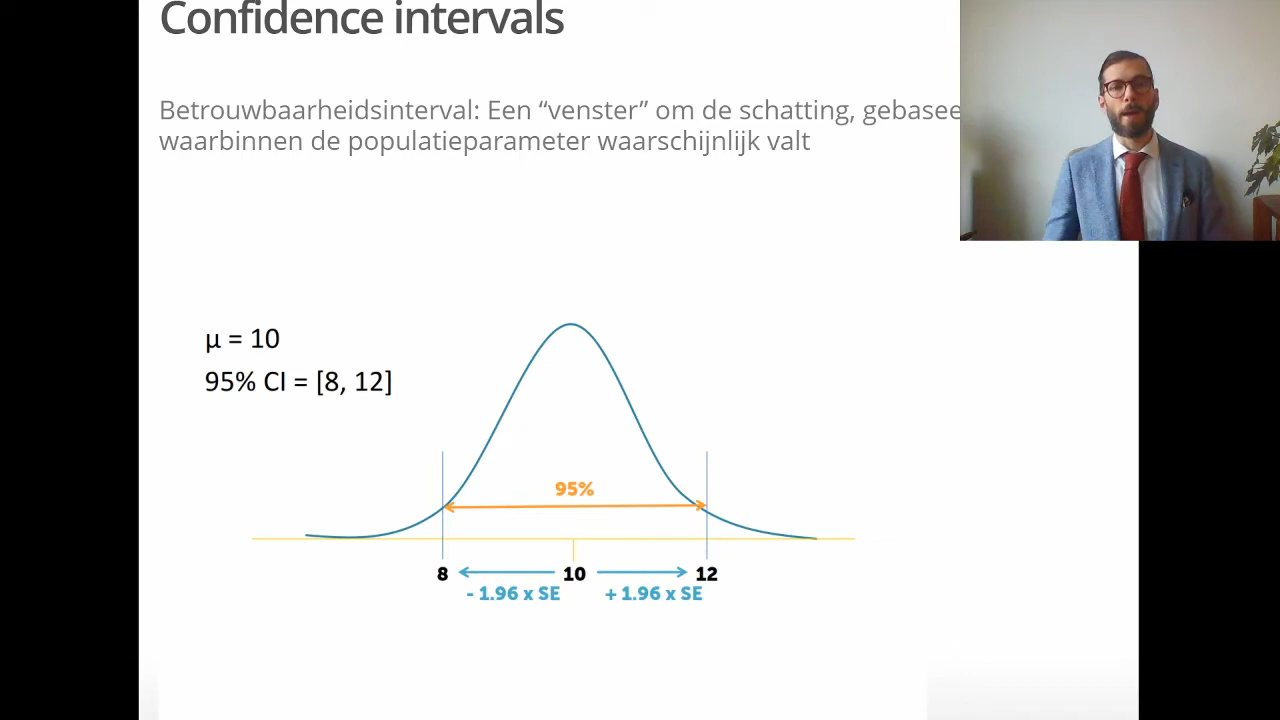 Confidence intervals
Betrouwbaarheidsinterval: Een “venster” om de schatting,
waarbinnen de populatieparameter waarschijnlijk valt
μ = 10
95% CI = [8, 12]
95%
8 10 12
- 1.96 x SE + 1.96 x SE